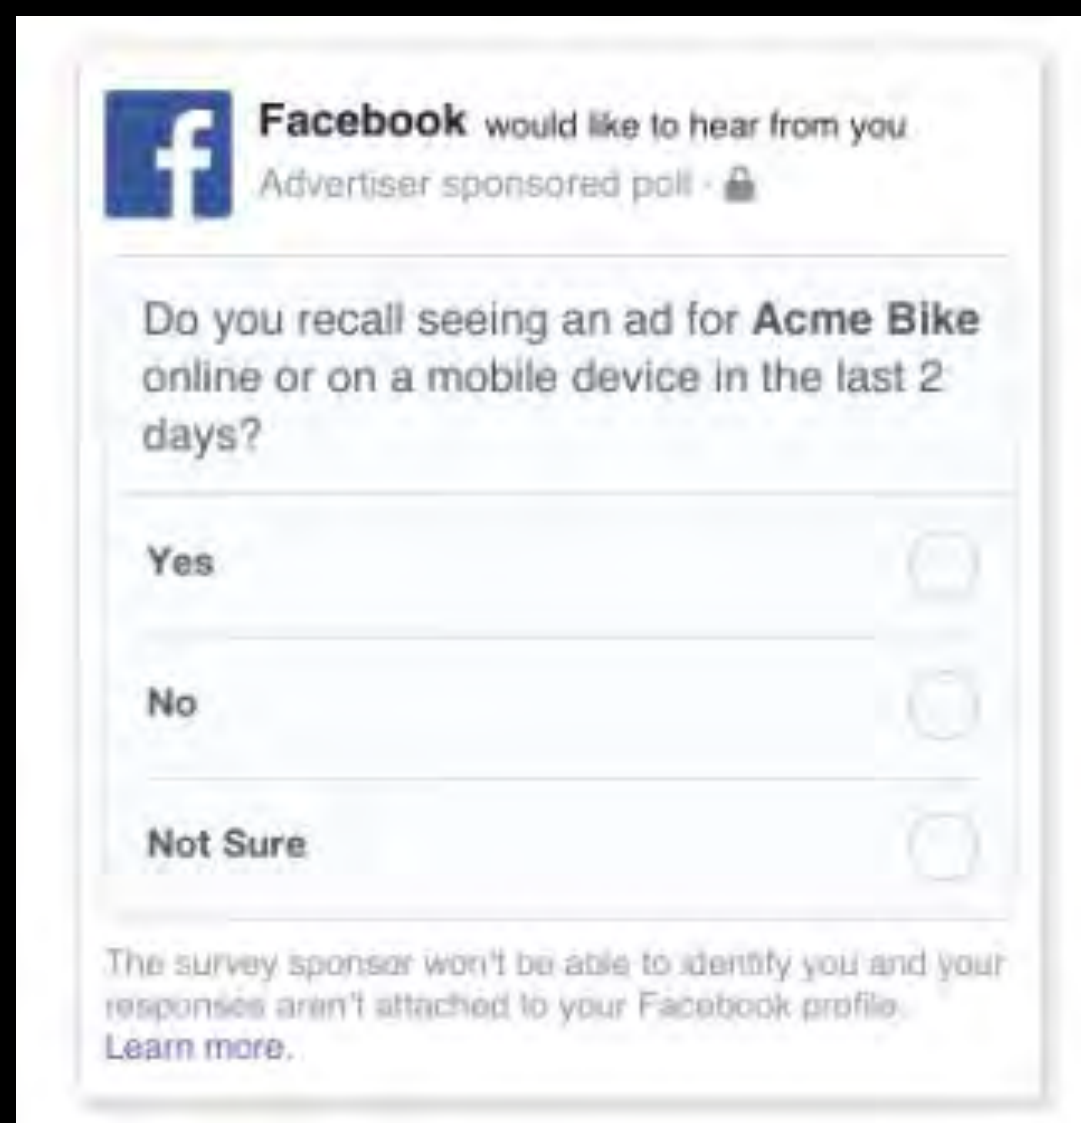 Facebook would like to hear from you
Advertiser sponsored poll ·
Do you recall seeing an ad for Acme Bike
online or on a mobile device in the last 2
days?
Yes
No
Not Sure
The survey sponsor won't be able to identify you and your
responses aren't attached to your Facebook profile.
Learn more.